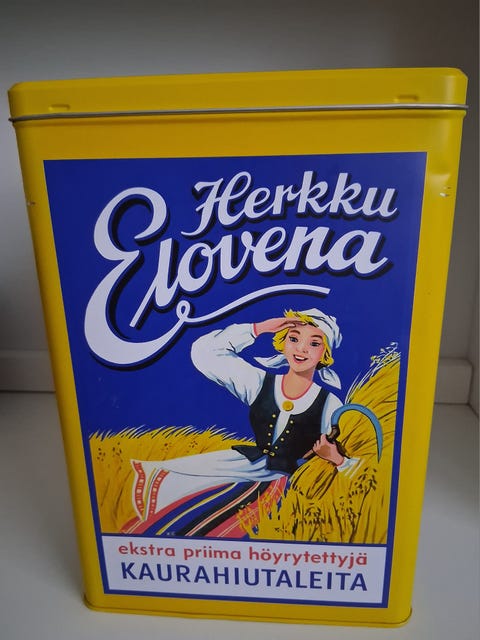 Herkku
Elovena
ekstra priima höyrytettyjä
KAURAHIUTALEITA